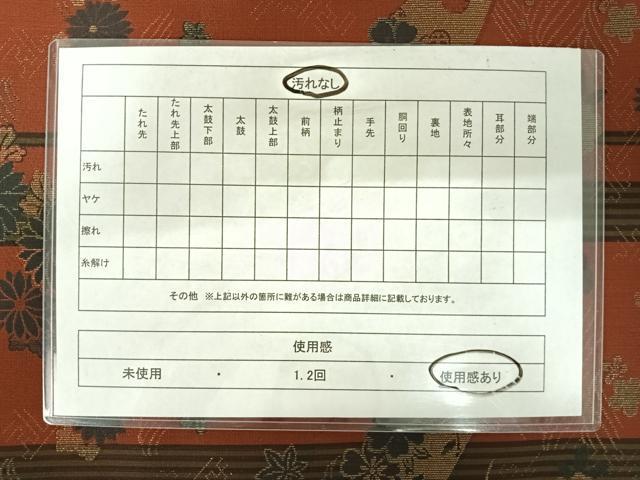 汚れなし
たれ先 たれ先上部 太鼓下部 太鼓 太鼓上部 前柄 柄止まり 手先 胴回り 裏地 表地所々 耳部分 端部分
汚れ
ヤケ
擦れ
糸解け
その他 ※上記以外の箇所に難がある場合は商品詳細に記載しております。
使用感
未使用 ・ 1.2回 ・ 使用感あり